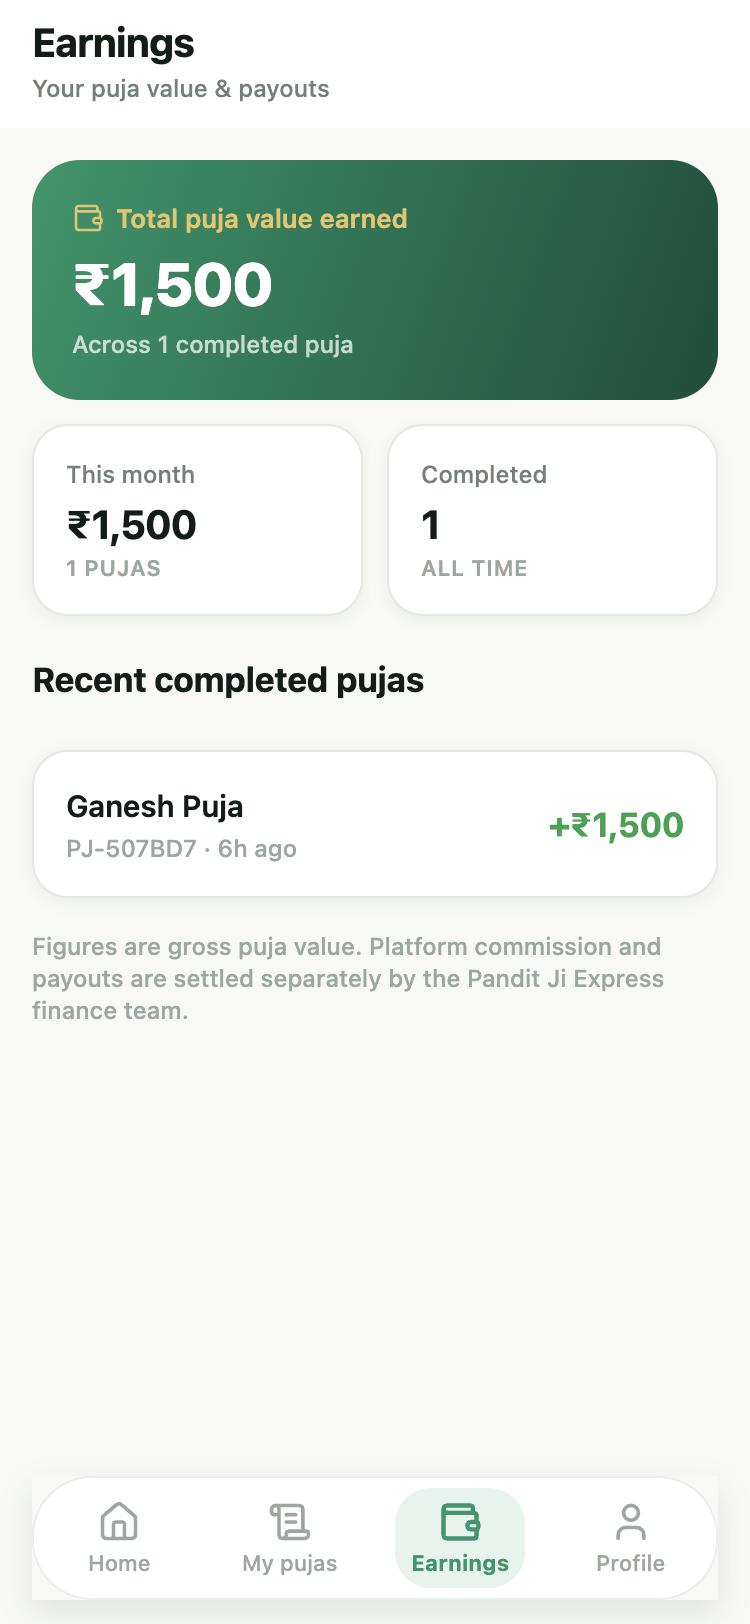 Earnings
Your puja value & payouts
Total puja value earned
₹1,500
Across 1 completed puja
This month
₹1,500
1 PUJAS
Completed
1
ALL TIME
Recent completed pujas
Ganesh Puja
PJ-507BD7 · 6h ago
+₹1,500
Figures are gross puja value. Platform commission and
payouts are settled separately by the Pandit Ji Express
finance team.
Home
My pujas
Earnings
Profile